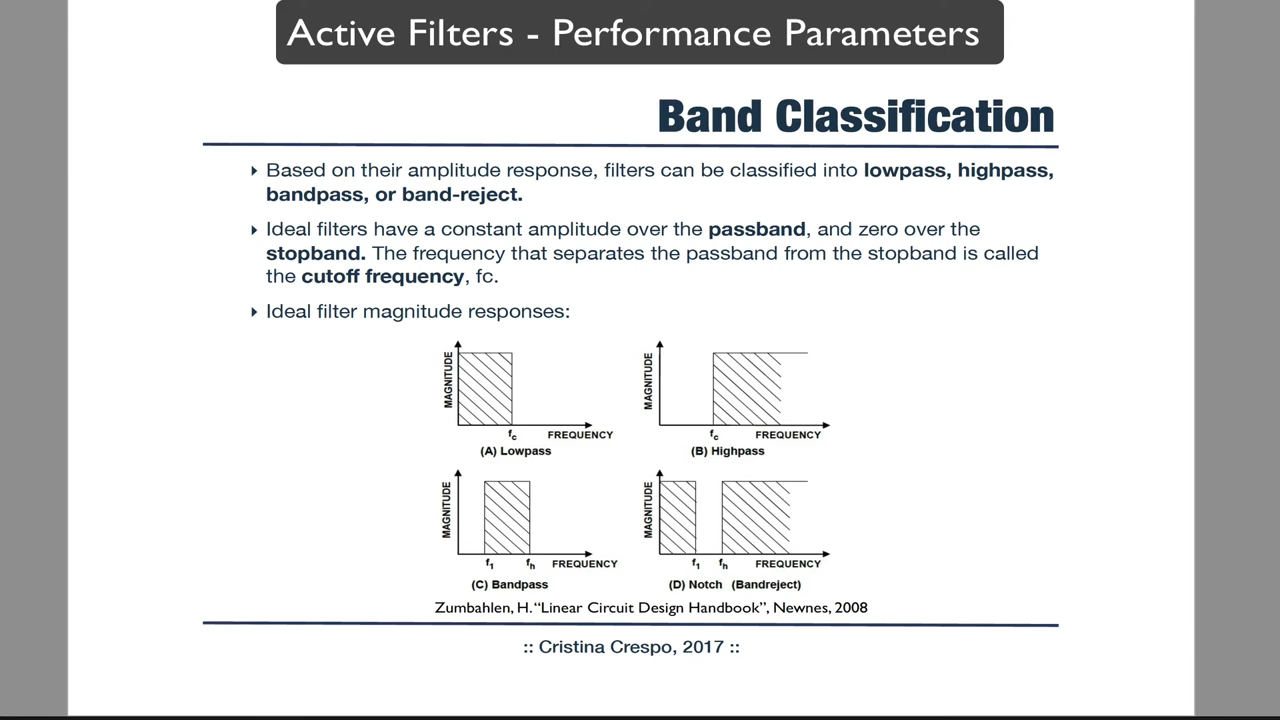 Active Filters - Performance Parameters
Band Classification
Based on their amplitude response, filters can be classified into lowpass, highpass,
bandpass, or band-reject.
Ideal filters have a constant amplitude over the passband, and zero over the
stopband. The frequency that separates the passband from the stopband is called
the cutoff frequency, fc.
Ideal filter magnitude responses:
MAGNITUDE
fc FREQUENCY
(A) Lowpass
MAGNITUDE
fc FREQUENCY
(B) Highpass
MAGNITUDE
f1 fh FREQUENCY
(C) Bandpass
MAGNITUDE
f1 fh FREQUENCY
(D) Notch (Bandreject)
Zumbahlen, H. “Linear Circuit Design Handbook”, Newnes, 2008
:: Cristina Crespo, 2017 ::